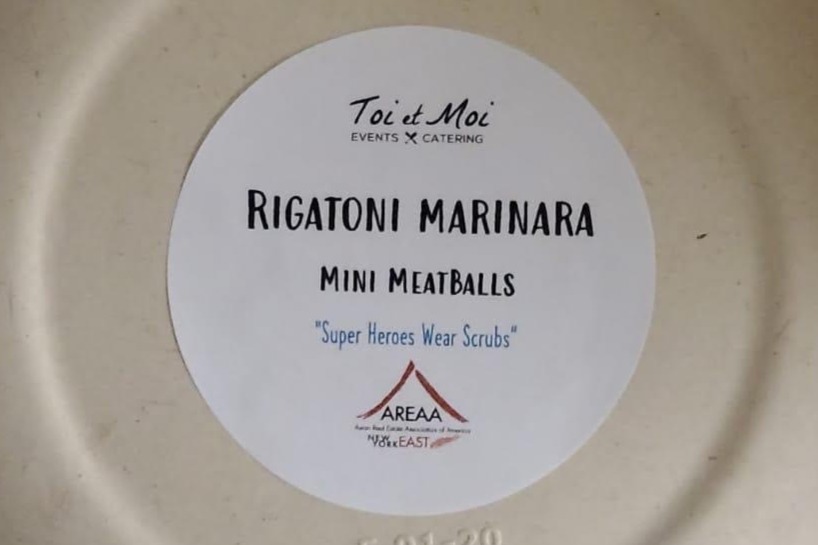 Toi et Moi
EVENTS CATERING
RIGATONI MARINARA
MINI MEATBALLS
"Super Heroes Wear Scrubs"
AREAA
Asian Real Estate Association of America
NEW YORK EAST